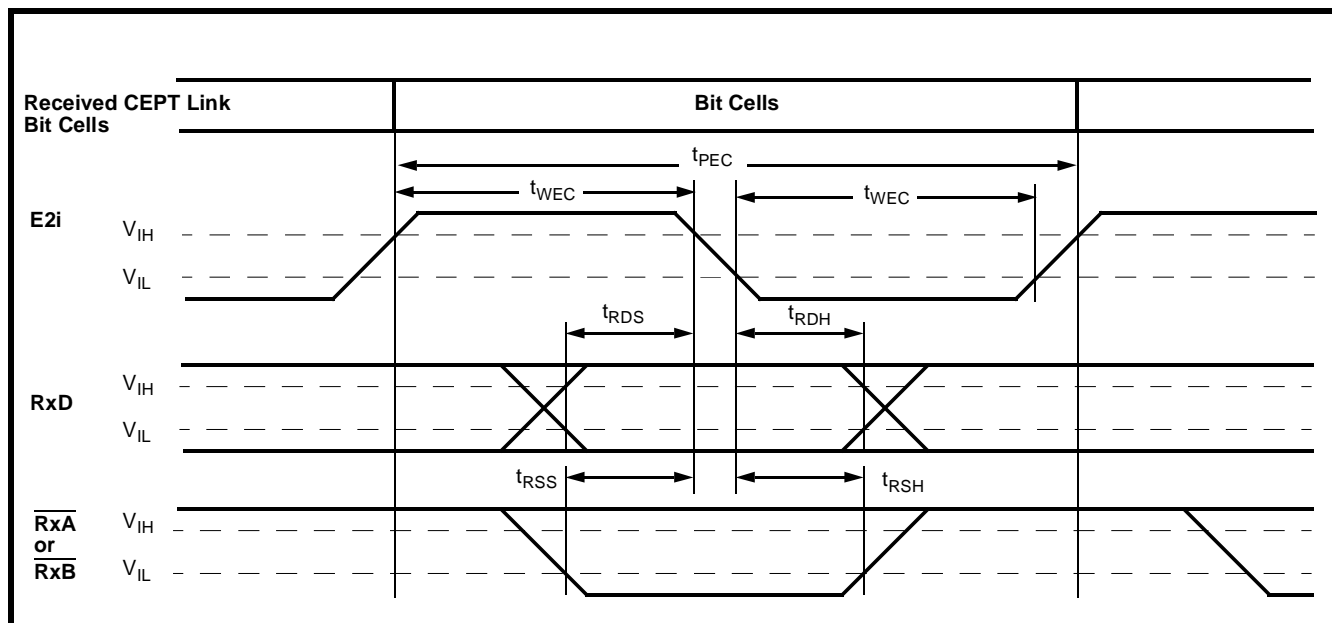 Received CEPT Link
Bit Cells
Bit Cells
tPEC
tWEC
tWEC
E2i
VIH
VIL
tRDS
tRDH
RxD
VIH
VIL
tRSS
tRSH
RxA
or
RxB
VIH
VIL